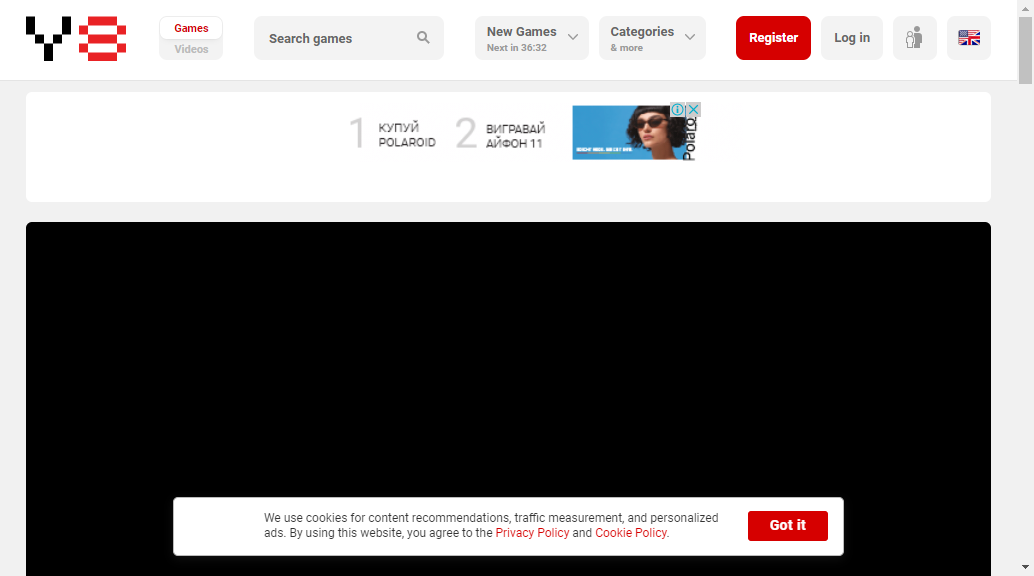 Y8
Games
Videos
Search games
New Games
Next in 36:32
Categories
& more
Register
Log in
1 КУПУЙ
POLAROID
2 ВИГРАВАЙ
АЙФОН 11
Polaro
We use cookies for content recommendations, traffic measurement, and personalized
ads. By using this website, you agree to the Privacy Policy and Cookie Policy.
Got it